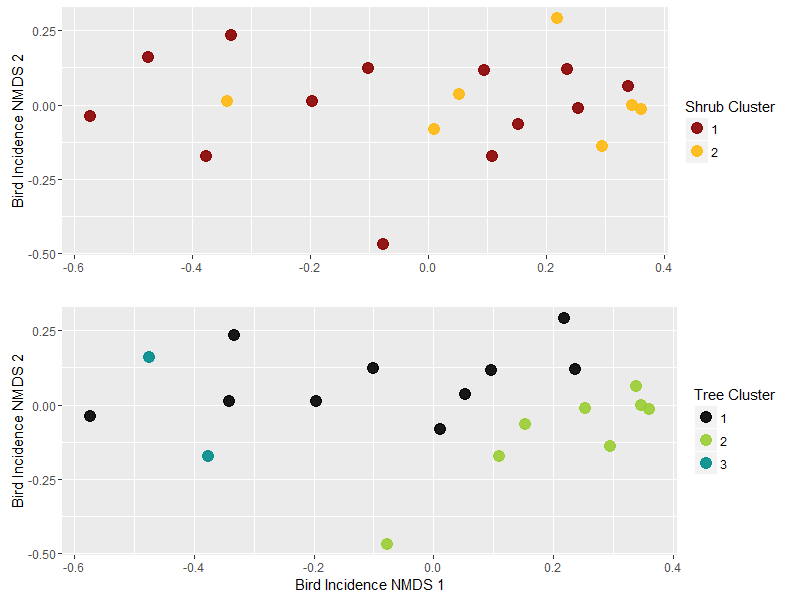 Bird Incidence NMDS 2
0.25
0.00
-0.25
-0.50
-0.6 -0.4 -0.2 0.0 0.2 0.4
Shrub Cluster
1
2
Bird Incidence NMDS 2
0.25
0.00
-0.25
-0.50
-0.6 -0.4 -0.2 0.0 0.2 0.4
Bird Incidence NMDS 1
Tree Cluster
1
2
3